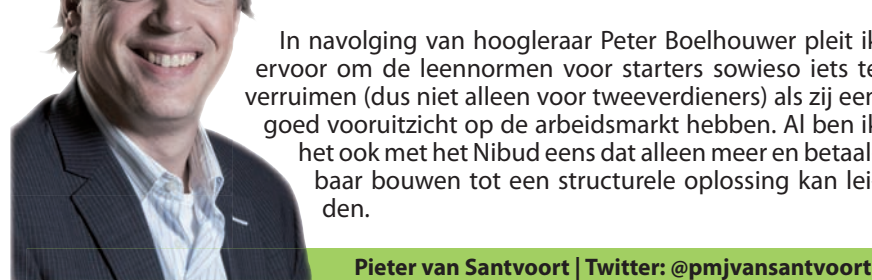 In navolging van hoogleraar Peter Boelhouwer pleit ik
ervoor om de leennormen voor starters sowieso iets te
verruimen (dus niet alleen voor tweeverdieners) als zij een
goed vooruitzicht op de arbeidsmarkt hebben. Al ben ik
het ook met het Nibud eens dat alleen meer en betaal-
baar bouwen tot een structurele oplossing kan lei-
den.
Pieter van Santvoort | Twitter: @pmjvansantvoort